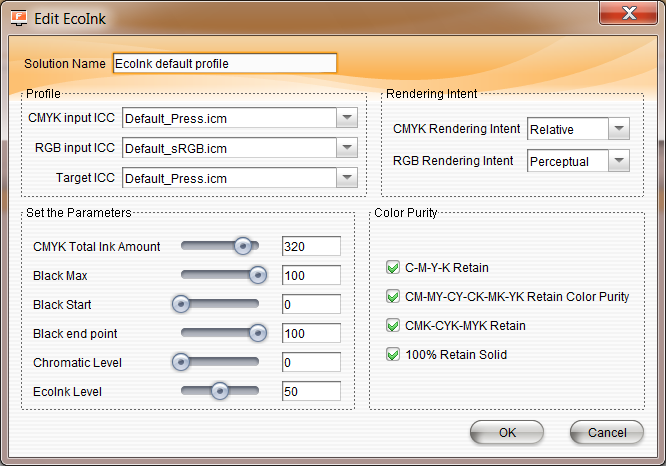 Edit EcoInk
Solution Name EcoInk default profile
Profile
CMYK input ICC Default_Press.icm
RGB input ICC Default_sRGB.icm
Target ICC Default_Press.icm
Rendering Intent
CMYK Rendering Intent Relative
RGB Rendering Intent Perceptual
Set the Parameters
CMYK Total Ink Amount 320
Black Max 100
Black Start 0
Black end point 100
Chromatic Level 0
EcoInk Level 50
Color Purity
C-M-Y-K Retain
CM-MY-CY-CK-MK-YK Retain Color Purity
CMK-CYK-MYK Retain
100% Retain Solid
OK Cancel